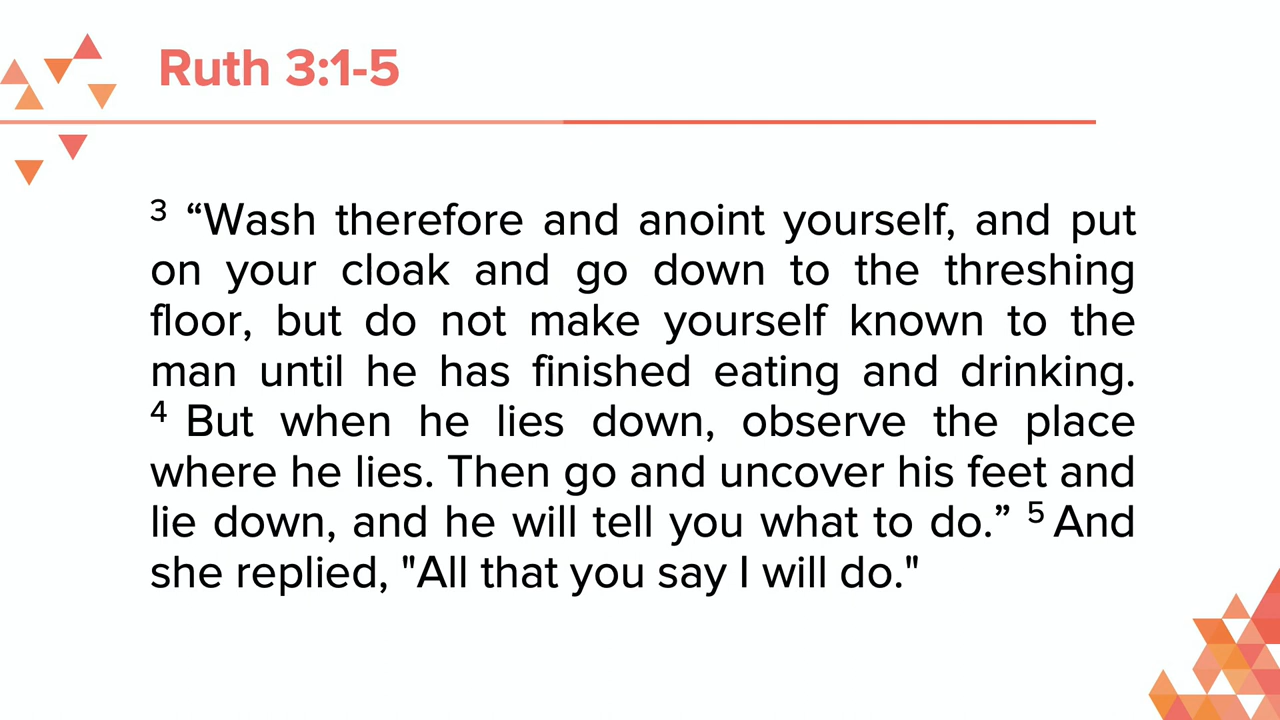 Ruth 3:1-5
3 “Wash therefore and anoint yourself, and put
on your cloak and go down to the threshing
floor, but do not make yourself known to the
man until he has finished eating and drinking.
4 But when he lies down, observe the place
where he lies. Then go and uncover his feet and
lie down, and he will tell you what to do.” 5 And
she replied, "All that you say I will do."